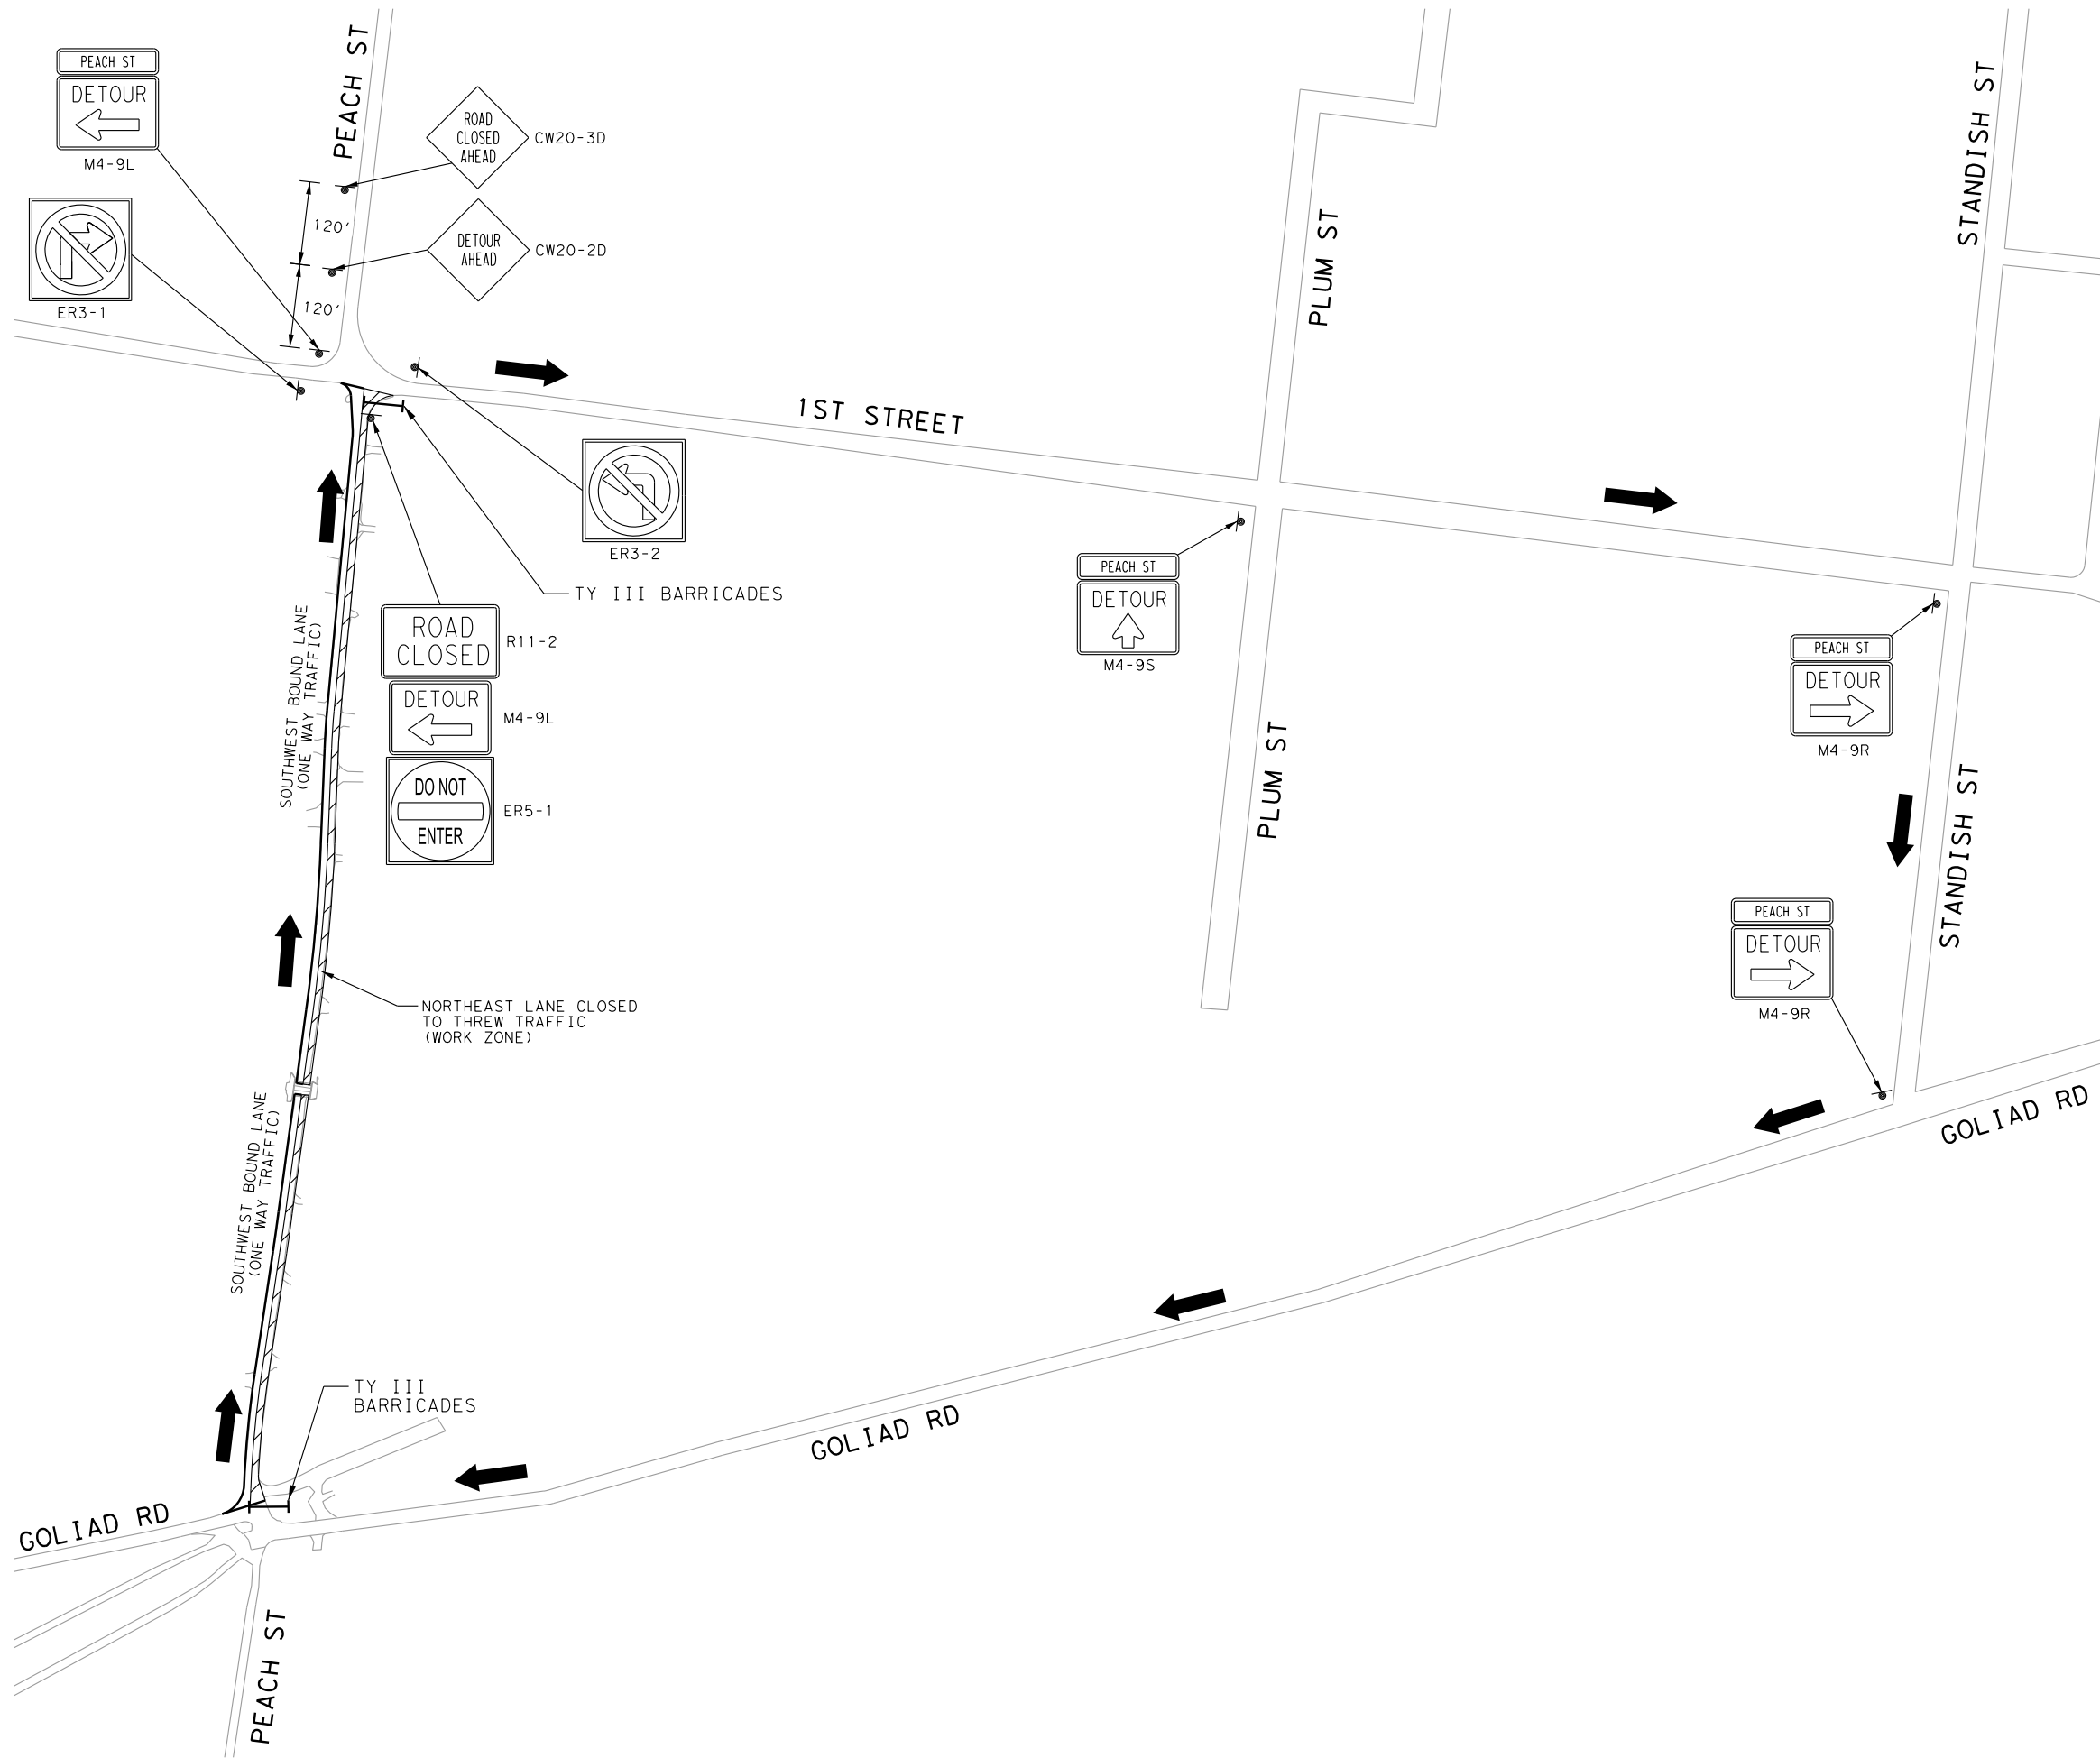 PEACH ST
DETOUR
M4-9L
ER3-1
PEACH ST
ROAD
CLOSED
AHEAD
CW20-3D
120'
DETOUR
AHEAD
CW20-2D
120'
STANDISH ST
PLUM ST
1ST STREET
ER3-2
TY III BARRICADES
ROAD
CLOSED
R11-2
DETOUR
M4-9L
DO NOT
ENTER
ER5-1
SOUTHWEST BOUND LANE
(ONE WAY TRAFFIC)
PEACH ST
DETOUR
M4-9S
PLUM ST
PEACH ST
DETOUR
M4-9R
STANDISH ST
PEACH ST
DETOUR
M4-9R
NORTHEAST LANE CLOSED
TO THREW TRAFFIC
(WORK ZONE)
SOUTHWEST BOUND LANE
(ONE WAY TRAFFIC)
GOLIAD RD
TY III
BARRICADES
GOLIAD RD
GOLIAD RD
PEACH ST